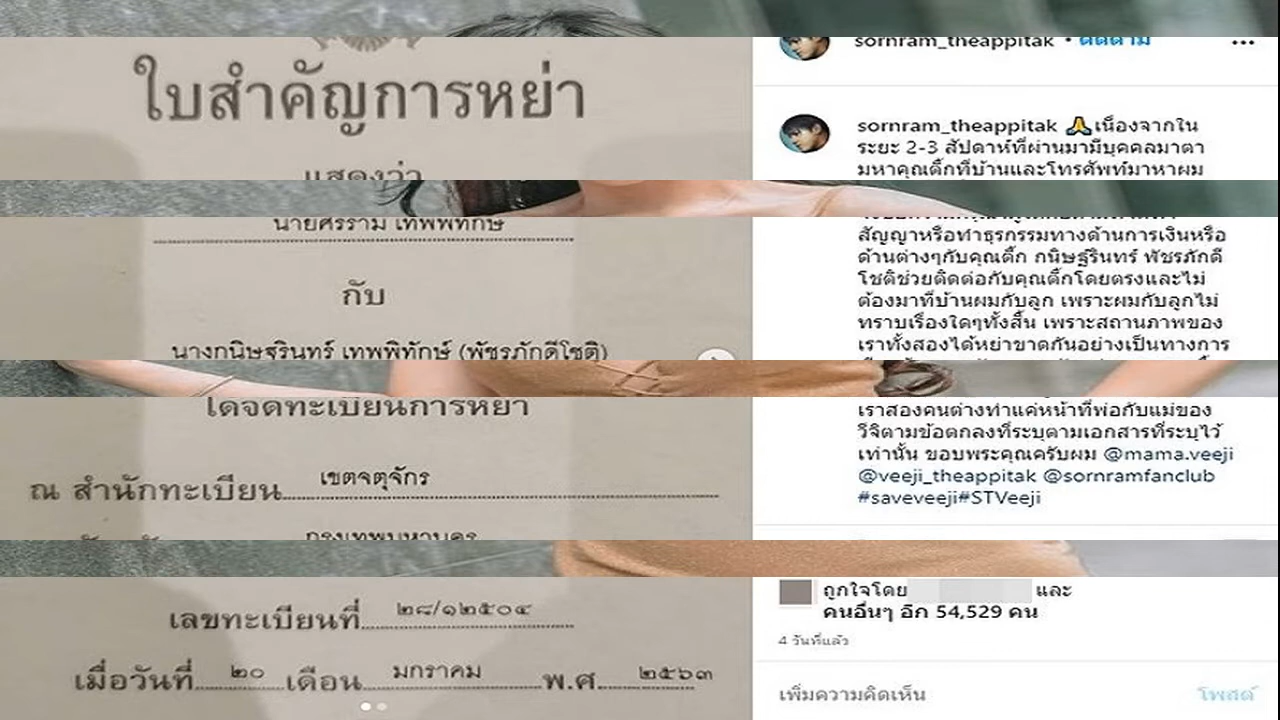 ใบสำคัญการหย่า
แสดงว่า
นายศรราม เทพพิทักษ์
กับ
นางกนิษฐรินทร์ เทพพิทักษ์ (พัชรภักดีโชติ)
ได้จดทะเบียนการหย่า
ณ สำนักทะเบียน เขตจตุจักร
กรุงเทพมหานคร
เลขทะเบียนที่ ๒๘/๑๒๕๐๔
เมื่อวันที่ ๒๐ เดือน มกราคม พ.ศ. ๒๕๖๓
sornram_theappitak • ติดตาม
sornram_theappitak 🙏เนื่องจากใน
ระยะ 2-3 สัปดาห์ที่ผ่านมามีบุคคลมาตา
มหาคุณติ๊กที่บ้านและโทรศัพท์มาหาผม
สัญญาหรือทำธุรกรรมทางด้านการเงินหรือ
ด้านต่างๆกับคุณติ๊ก กนิษฐรินทร์ พัชรภักดี
โชติช่วยติดต่อกับคุณติ๊กโดยตรงและไม่
ต้องมาที่บ้านผมกับลูก เพราะผมกับลูกไม่
ทราบเรื่องใดๆทั้งสิ้น เพราะสถานภาพของ
เราทั้งสองได้หย่าขาดกันอย่างเป็นทางการ
เราสองคนต่างทำแค่หน้าที่พ่อกับแม่ของ
วีจิตามข้อตกลงที่ระบุตามเอกสารที่ระบุไว้
เท่านั้น ขอบพระคุณครับผม @mama.veeji
@veeji_theappitak @sornramfanclub
#saveveeji#STVeeji
ถูกใจโดย และ
คนอื่นๆ อีก 54,529 คน
4 วันที่แล้ว
เพิ่มความคิดเห็น โพสต์